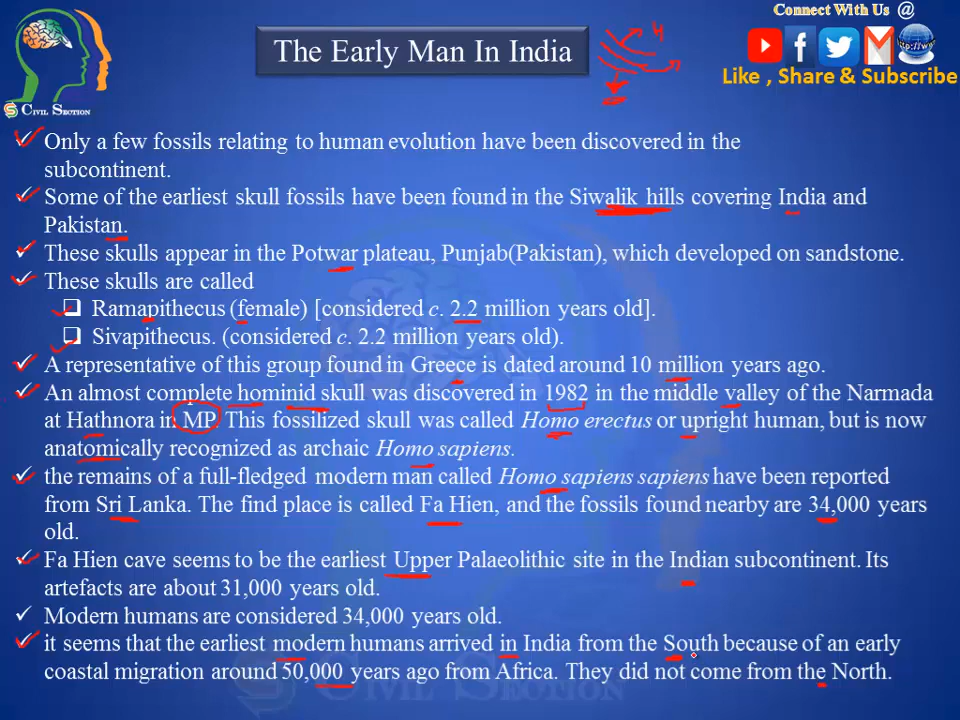 Connect With Us @
The Early Man In India
http://www
Like , Share & Subscribe
CIVIL SECTION
Only a few fossils relating to human evolution have been discovered in the
subcontinent.
Some of the earliest skull fossils have been found in the Siwalik hills covering India and
Pakistan.
These skulls appear in the Potwar plateau, Punjab(Pakistan), which developed on sandstone.
These skulls are called
Ramapithecus (female) [considered c. 2.2 million years old].
Sivapithecus. (considered c. 2.2 million years old).
A representative of this group found in Greece is dated around 10 million years ago.
An almost complete hominid skull was discovered in 1982 in the middle valley of the Narmada
at Hathnora in MP. This fossilized skull was called Homo erectus or upright human, but is now
anatomically recognized as archaic Homo sapiens.
the remains of a full-fledged modern man called Homo sapiens sapiens have been reported
from Sri Lanka. The find place is called Fa Hien, and the fossils found nearby are 34,000 years
old.
Fa Hien cave seems to be the earliest Upper Palaeolithic site in the Indian subcontinent. Its
artefacts are about 31,000 years old.
Modern humans are considered 34,000 years old.
it seems that the earliest modern humans arrived in India from the South because of an early
coastal migration around 50,000 years ago from Africa. They did not come from the North.
CIVIL SECTION